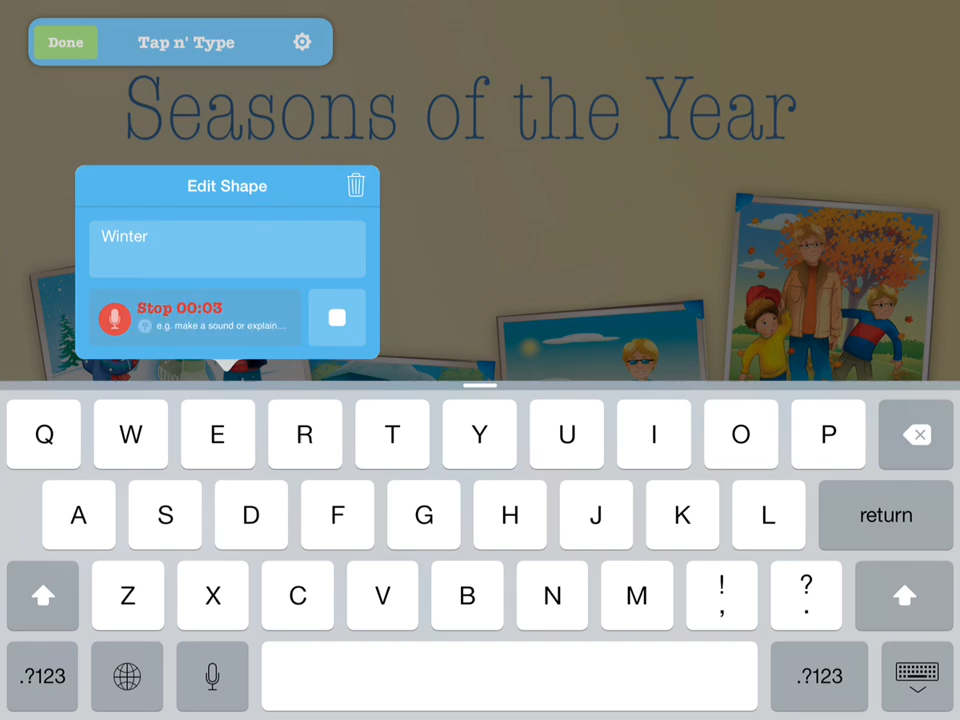 Done Tap n' Type
Seasons of the Year
Edit Shape
Winter
Stop 00:03
e.g. make a sound or explain...
Q W E R T Y U I O P
A S D F G H J K L return
Z X C V B N M ! , ? .
.?123 .?123